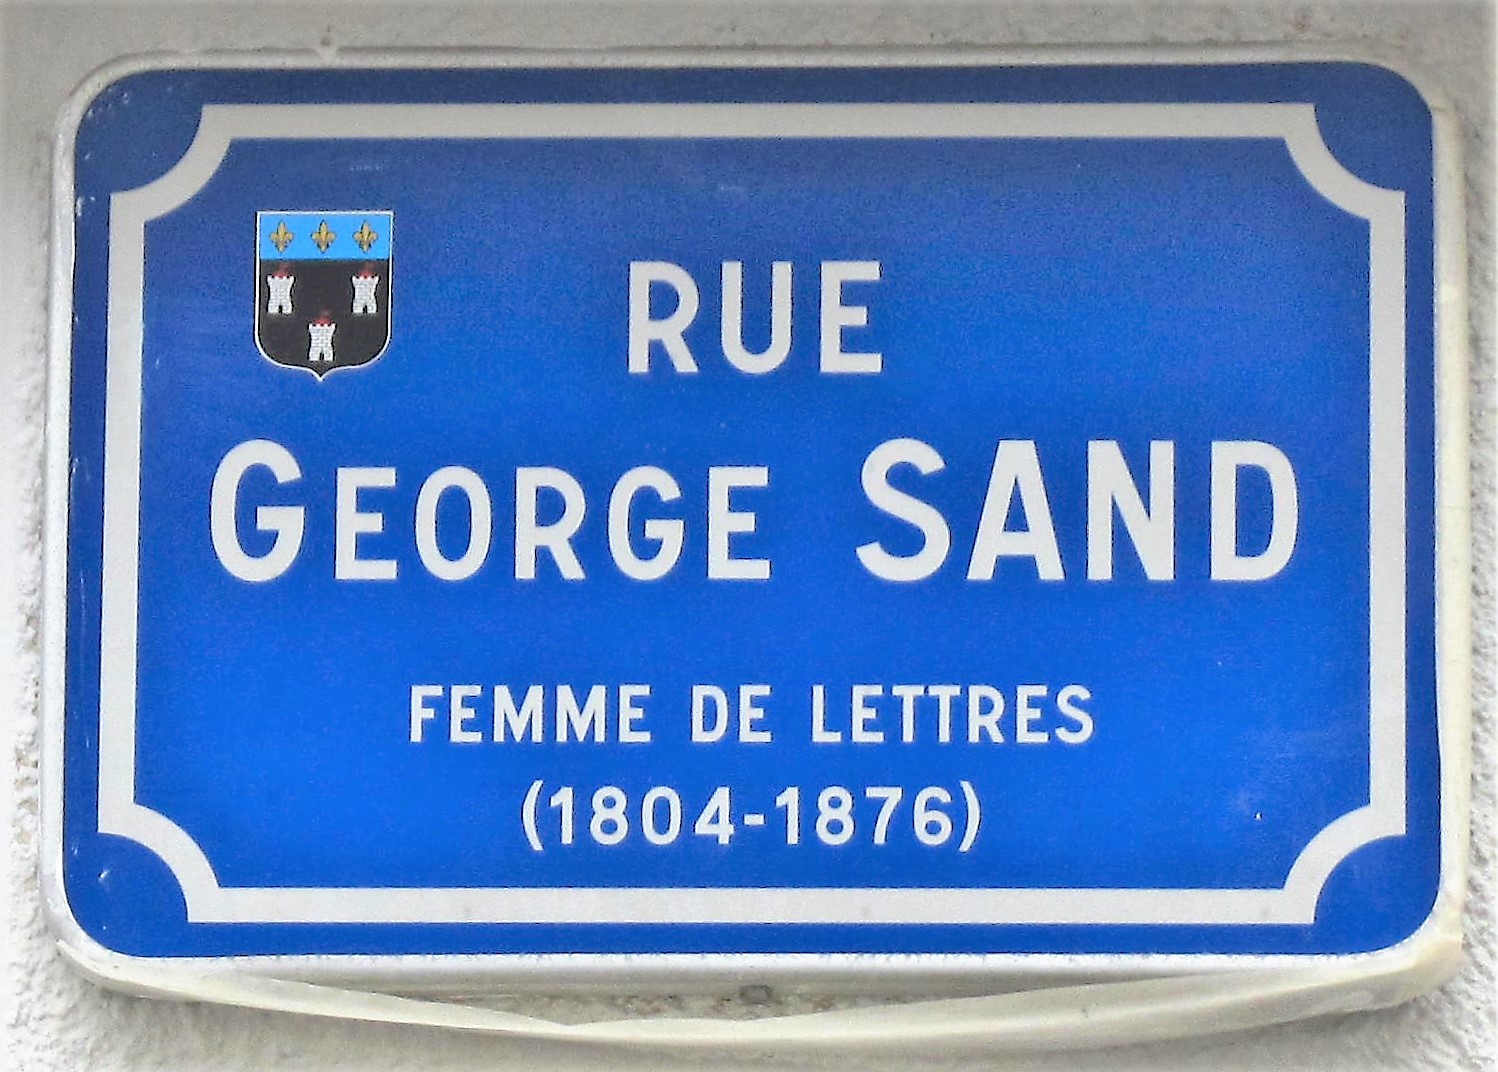 RUE
GEORGE SAND
FEMME DE LETTRES
(1804-1876)